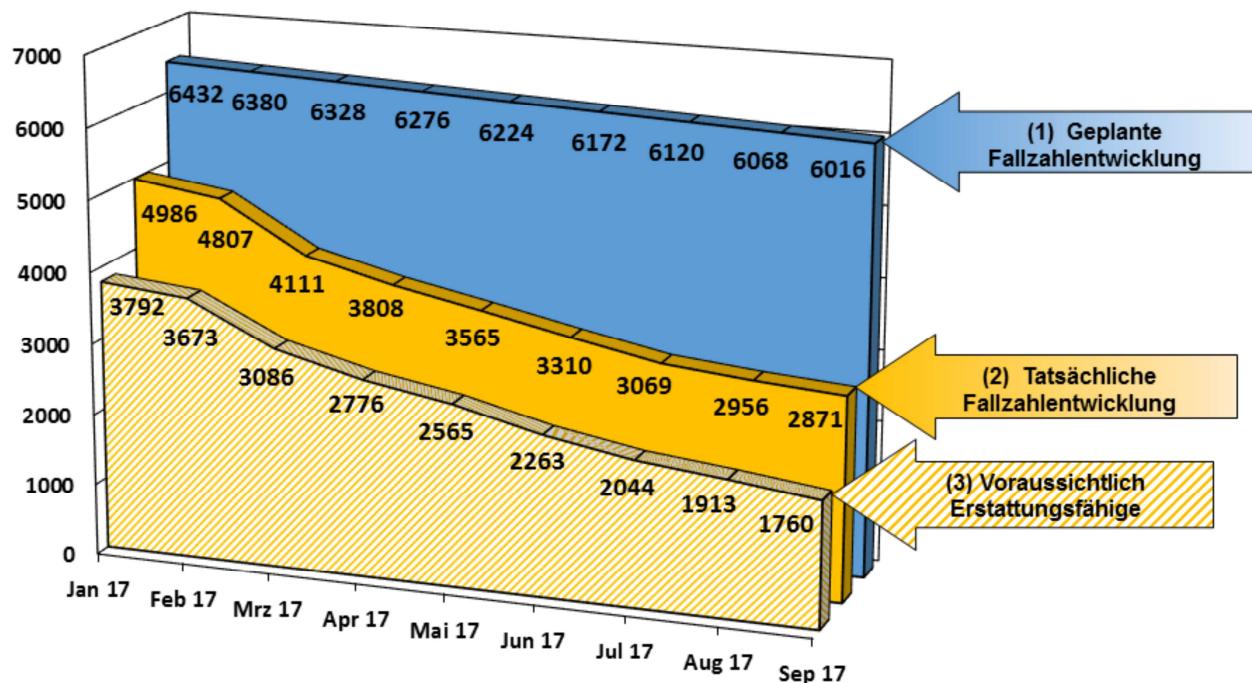 7000
6000
5000
4000
3000
2000
1000
0
6432 6380 6328 6276 6224 6172 6120 6068 6016
4986 4807 4111 3808 3565 3310 3069 2956 2871
3792 3673 3086 2776 2565 2263 2044 1913 1760
Jan 17 Feb 17 Mrz 17 Apr 17 Mai 17 Jun 17 Jul 17 Aug 17 Sep 17
(1) Geplante
Fallzahlentwicklung
(2) Tatsächliche
Fallzahlentwicklung
(3) Voraussichtlich
Erstattungsfähige